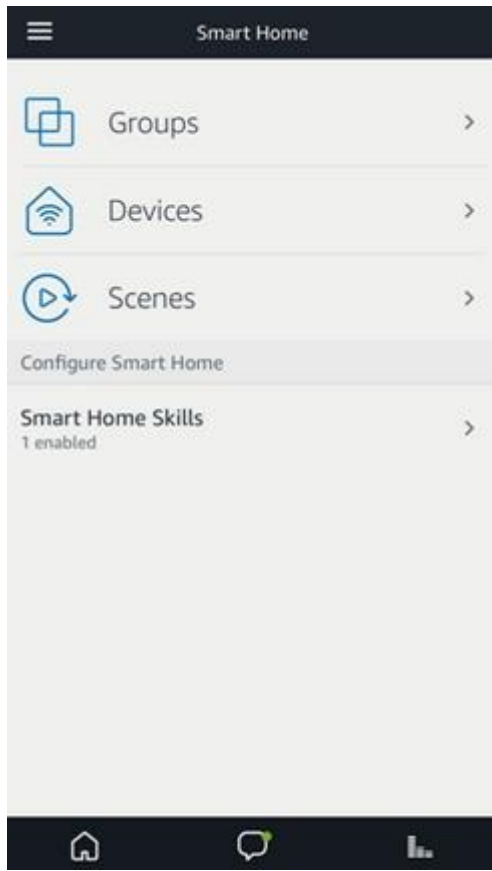 Smart Home
Groups
Devices
Scenes
Configure Smart Home
Smart Home Skills
1 enabled